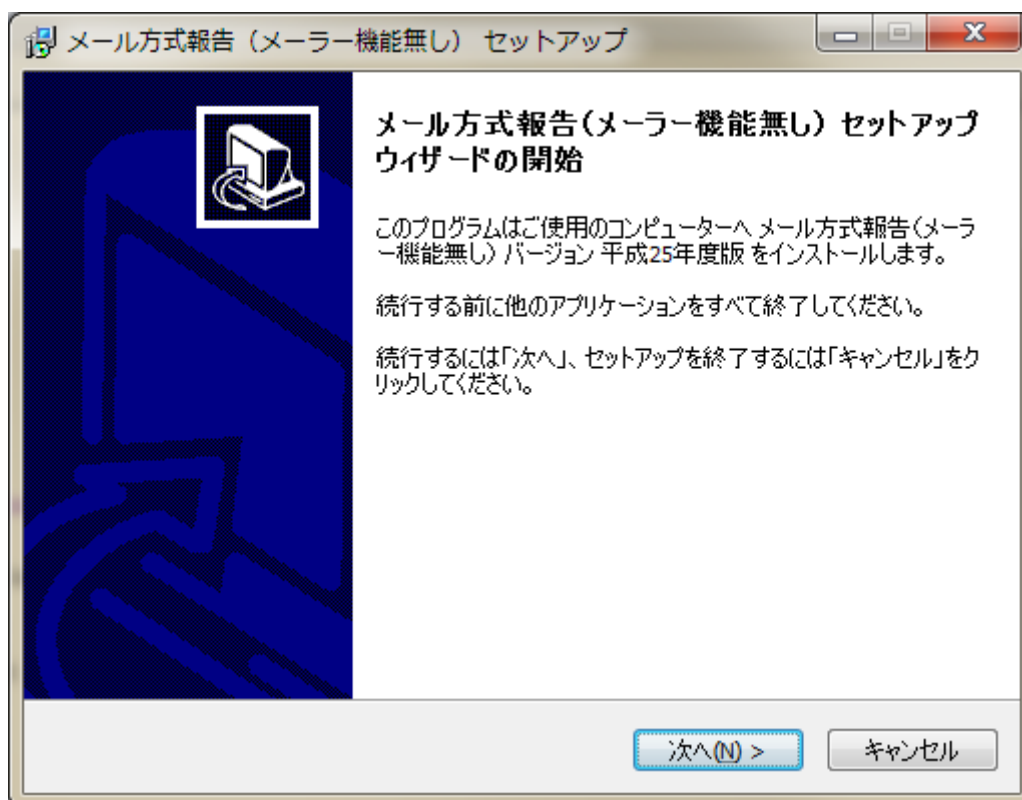 メール方式報告（メーラー機能無し） セットアップ
メール方式報告(メーラー機能無し) セットアップ
ウィザードの開始
このプログラムはご使用のコンピューターへ メール方式報告(メーラ
ー機能無し) バージョン 平成25年度版 をインストールします。
続行する前に他のアプリケーションをすべて終了してください。
続行するには「次へ」、セットアップを終了するには「キャンセル」をク
リックしてください。
次へ(N) >
キャンセル